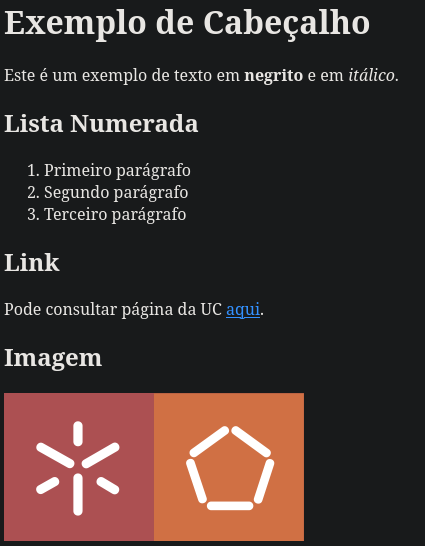 Exemplo de Cabeçalho
Este é um exemplo de texto em negrito e em itálico.
Lista Numerada
1. Primeiro parágrafo
2. Segundo parágrafo
3. Terceiro parágrafo
Link
Pode consultar página da UC aqui.
Imagem